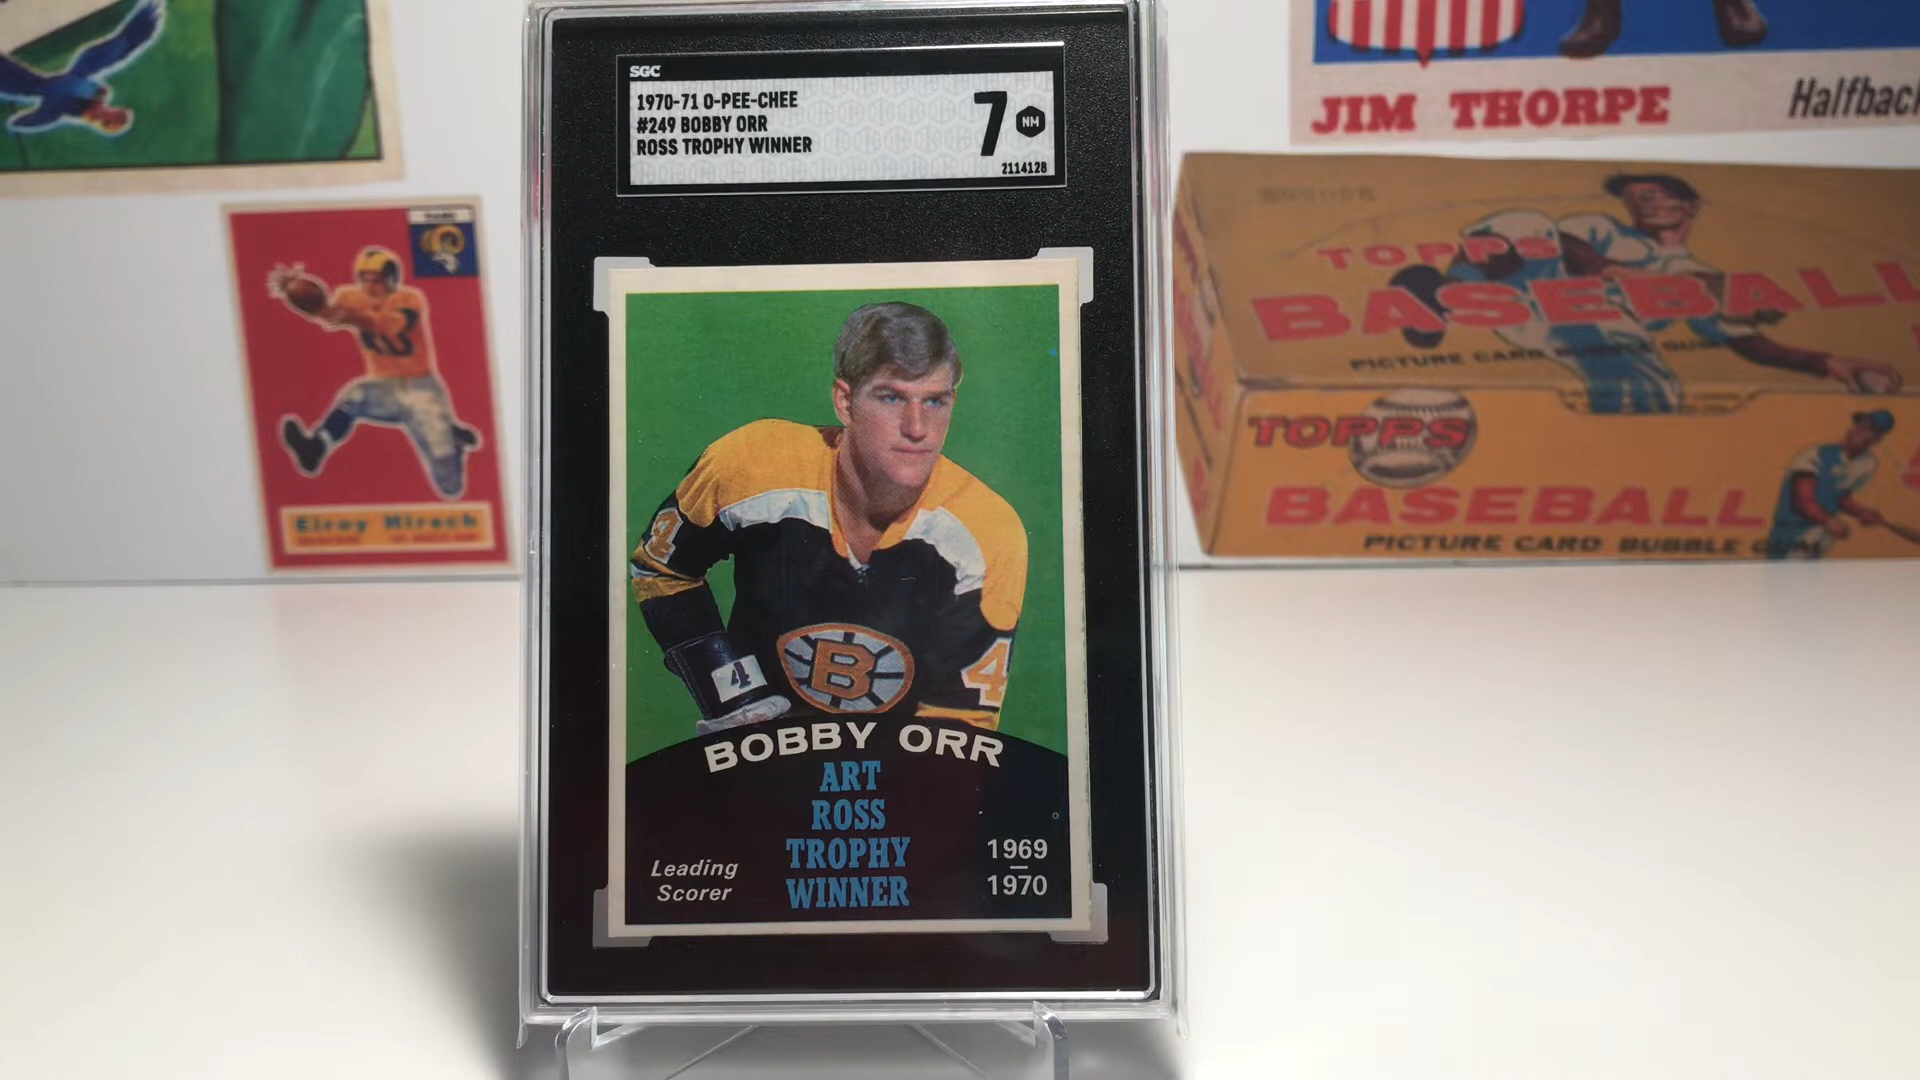 SGC
1970-71 O-PEE-CHEE
#249 BOBBY ORR
ROSS TROPHY WINNER
7
NM
2114128
4
4
4
B
BOBBY ORR
ART
ROSS
TROPHY
WINNER
Leading
Scorer
1969
1970
Elroy Hirsch
JIM THORPE
Halfback
TOPPS
BASEBALL
PICTURE CARD BUBBLE GUM
TOPPS
BASEBALL
PICTURE CARD BUBBLE GUM